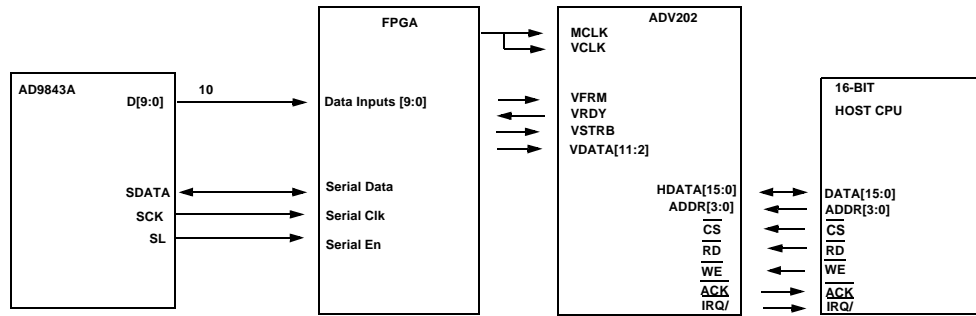 AD9843A
D[9:0]
10
SDATA
SCK
SL
FPGA
Data Inputs [9:0]
Serial Data
Serial Clk
Serial En
ADV202
MCLK
VCLK
VFRM
VRDY
VSTRB
VDATA[11:2]
HDATA[15:0]
ADDR[3:0]
CS
RD
WE
ACK
IRQ/
16-BIT
HOST CPU
DATA[15:0]
ADDR[3:0]
CS
RD
WE
ACK
IRQ/